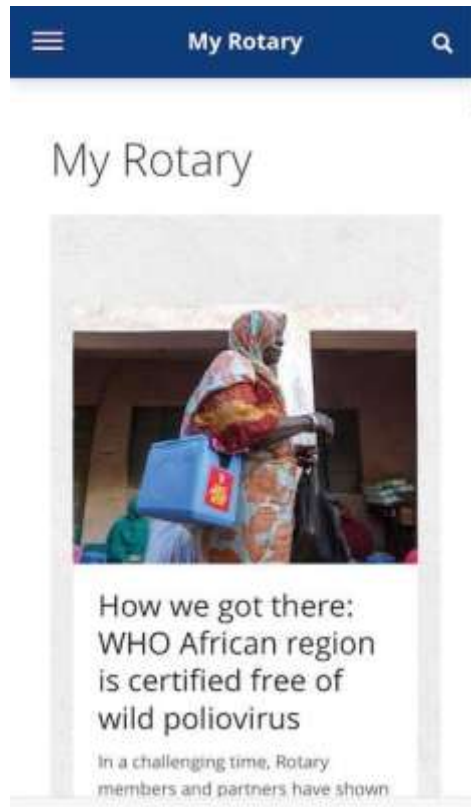 My Rotary
My Rotary
How we got there:
WHO African region
is certified free of
wild poliovirus
In a challenging time, Rotary
members and partners have shown